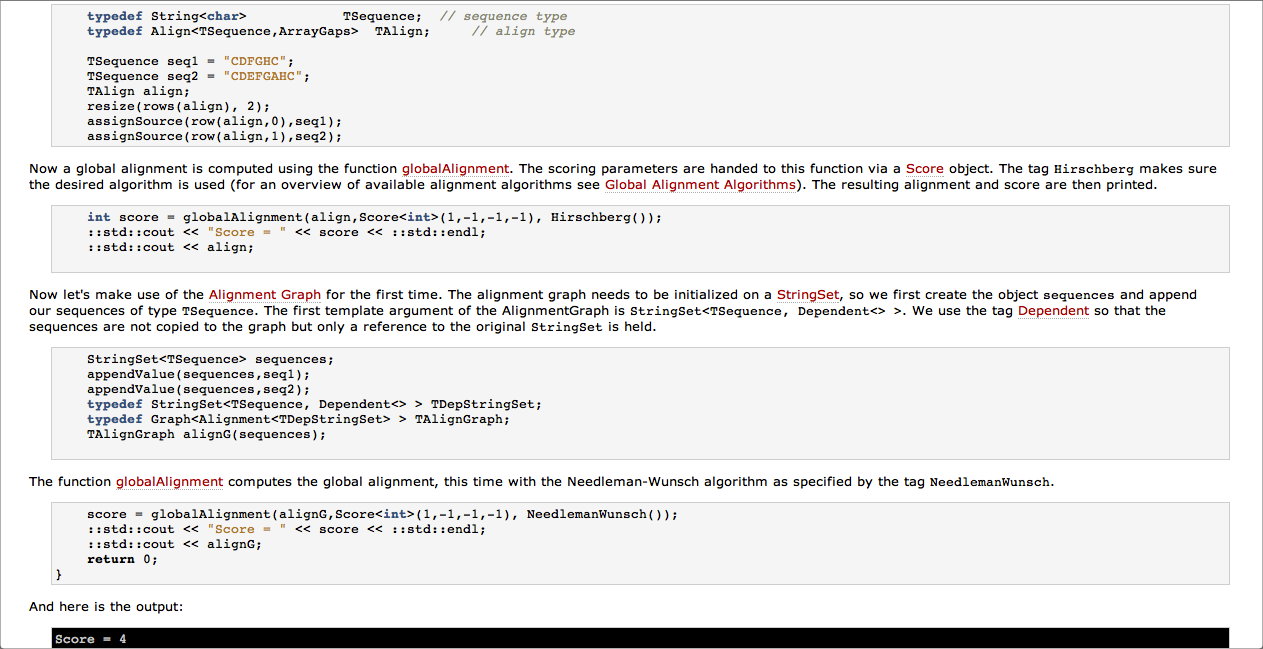 typedef String<char>            TSequence;  // sequence type
typedef Align<TSequence,ArrayGaps>  TAlign;     // align type
TSequence seq1 = "CDFGHC";
TSequence seq2 = "CDEFGAHC";
TAlign align;
resize(rows(align), 2);
assignSource(row(align,0),seq1);
assignSource(row(align,1),seq2);
Now a global alignment is computed using the function globalAlignment. The scoring parameters are handed to this function via a Score object. The tag Hirschberg makes sure
the desired algorithm is used (for an overview of available alignment algorithms see Global Alignment Algorithms). The resulting alignment and score are then printed.
int score = globalAlignment(align,Score<int>(1,-1,-1,-1), Hirschberg());
::std::cout << "Score = " << score << ::std::endl;
::std::cout << align;
Now let's make use of the Alignment Graph for the first time. The alignment graph needs to be initialized on a StringSet, so we first create the object sequences and append
our sequences of type TSequence. The first template argument of the AlignmentGraph is StringSet<TSequence, Dependent<> >. We use the tag Dependent so that the
sequences are not copied to the graph but only a reference to the original StringSet is held.
StringSet<TSequence> sequences;
appendValue(sequences,seq1);
appendValue(sequences,seq2);
typedef StringSet<TSequence, Dependent<> > TDepStringSet;
typedef Graph<Alignment<TDepStringSet> > TAlignGraph;
TAlignGraph alignG(sequences);
The function globalAlignment computes the global alignment, this time with the Needleman-Wunsch algorithm as specified by the tag NeedlemanWunsch.
score = globalAlignment(alignG,Score<int>(1,-1,-1,-1), NeedlemanWunsch());
::std::cout << "Score = " << score << ::std::endl;
::std::cout << alignG;
return 0;
}
And here is the output:
Score = 4